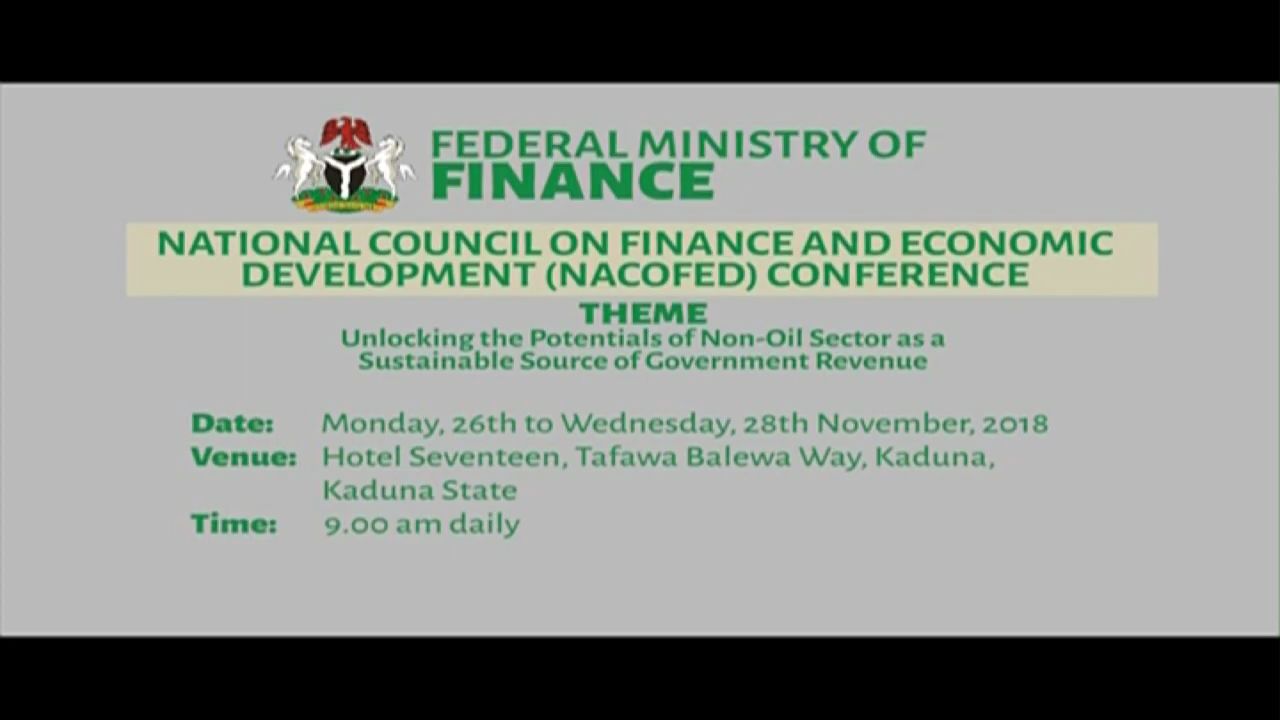 FEDERAL MINISTRY OF
FINANCE
NATIONAL COUNCIL ON FINANCE AND ECONOMIC
DEVELOPMENT (NACOFED) CONFERENCE
THEME
Unlocking the Potentials of Non-Oil Sector as a
Sustainable Source of Government Revenue
Date: Monday, 26th to Wednesday, 28th November, 2018
Venue: Hotel Seventeen, Tafawa Balewa Way, Kaduna,
Kaduna State
Time: 9.00 am daily